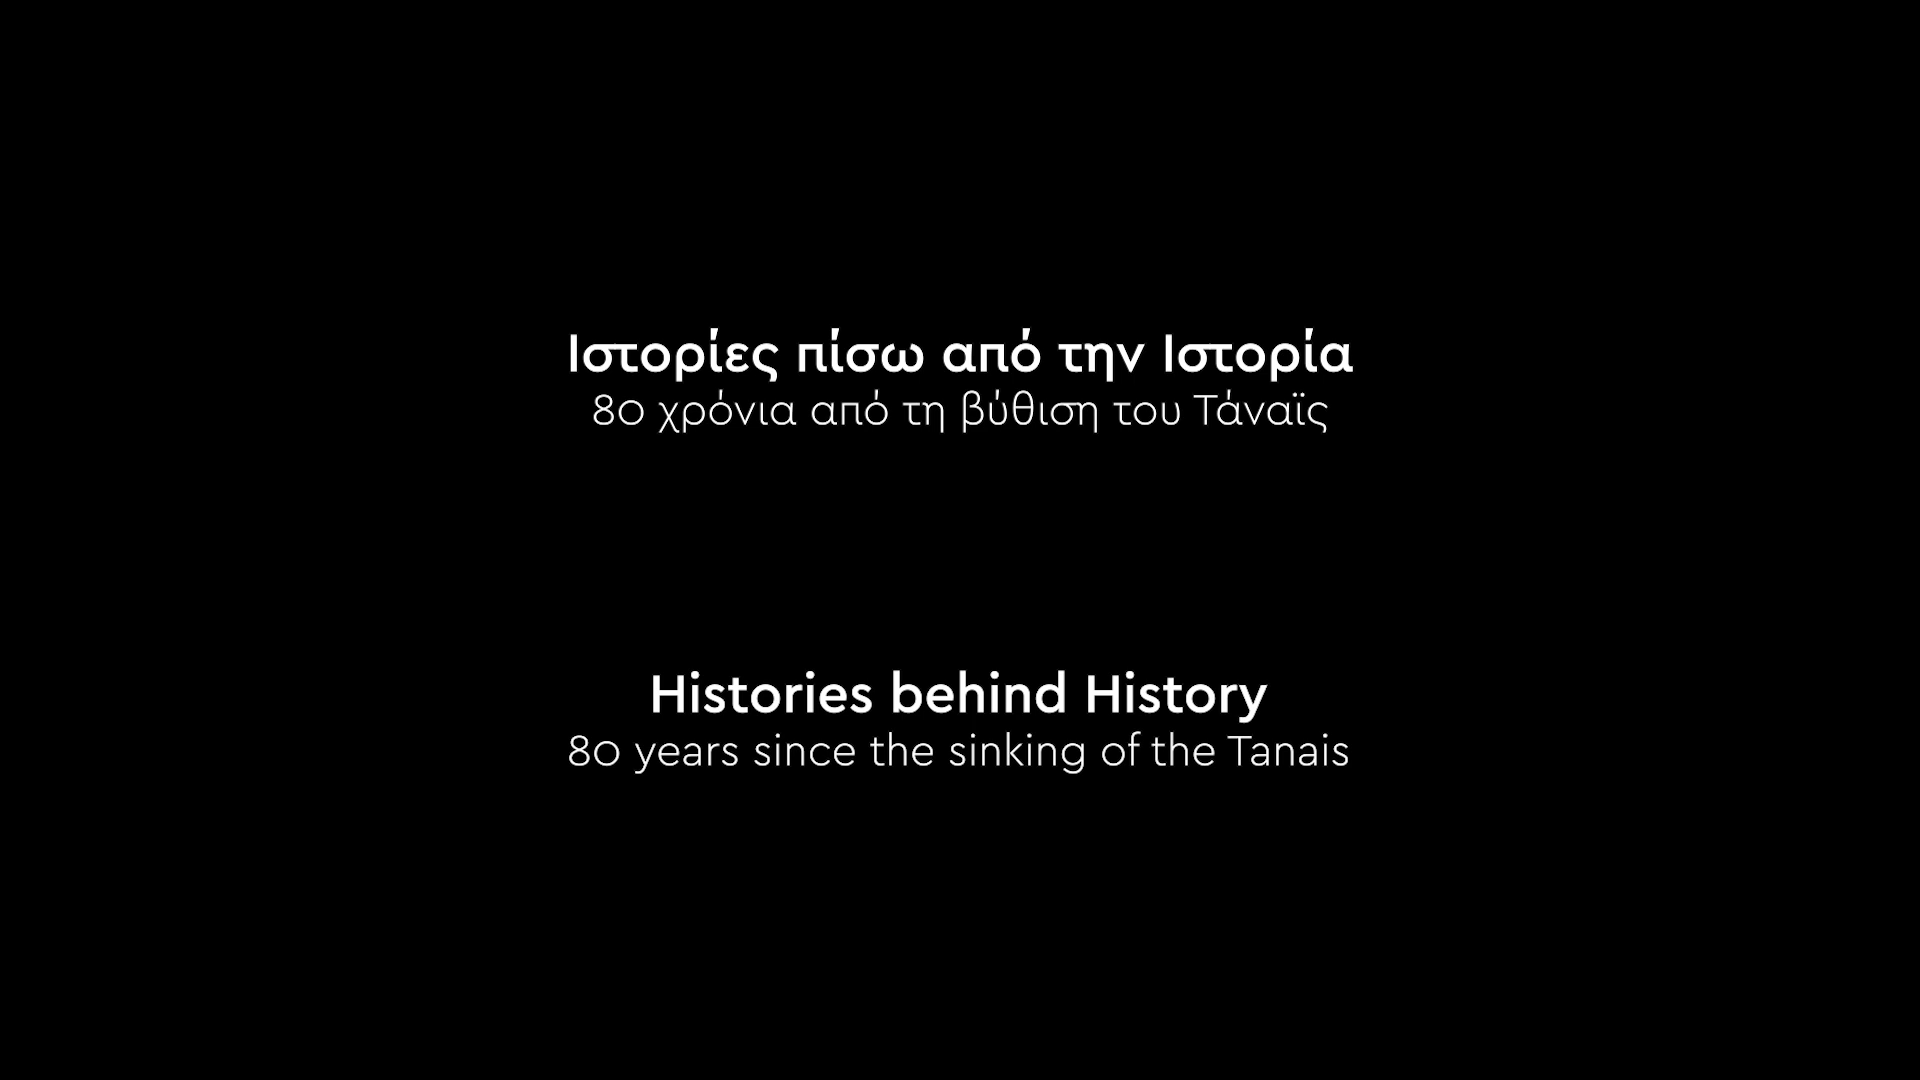 Ιστορίες πίσω από την Ιστορία
80 χρόνια από τη βύθιση του Τάναϊς
Histories behind History
80 years since the sinking of the Tanais